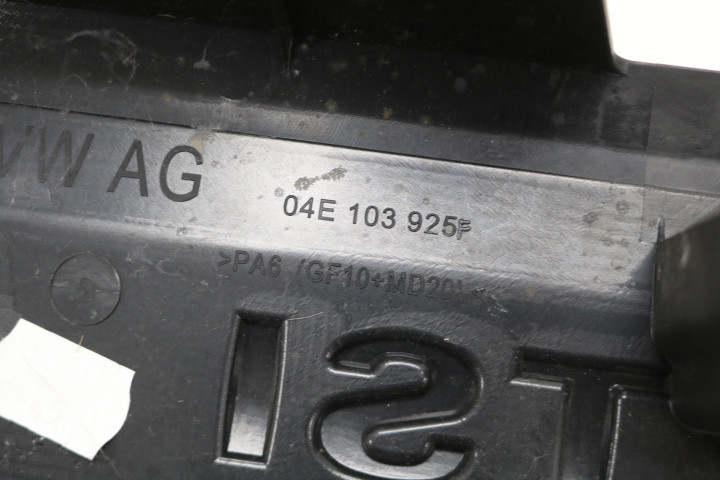 VW AG
04E 103 925F
>PA6 (GF10+MD20)<
TSI